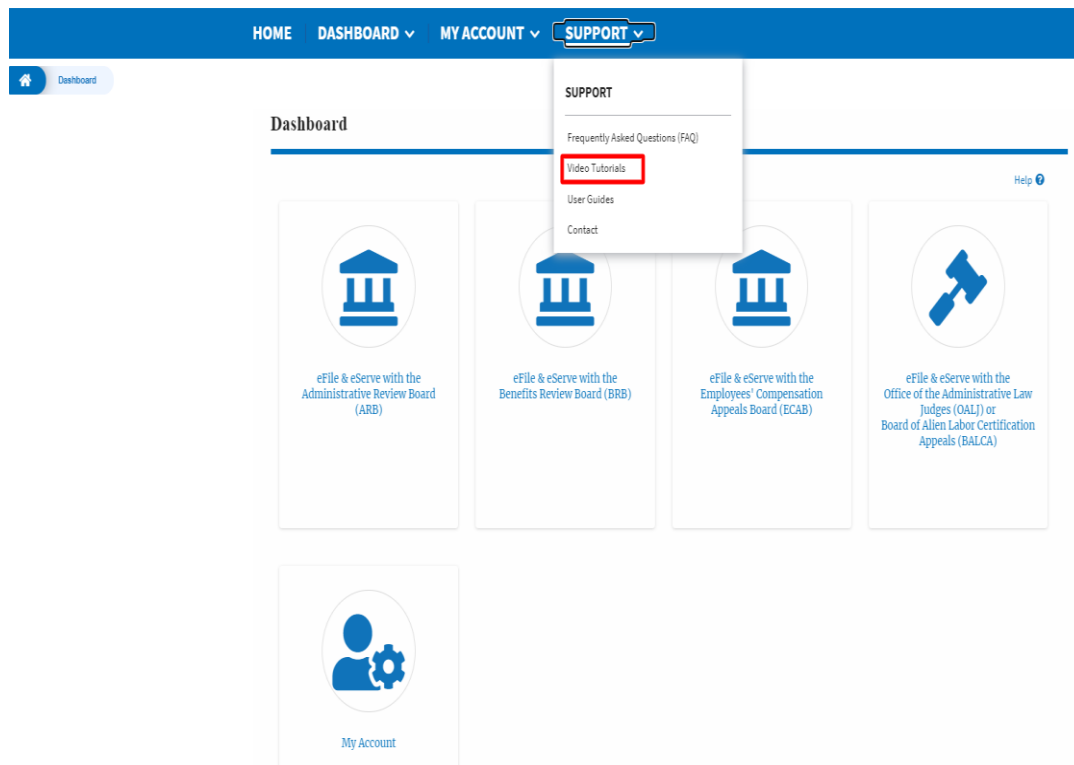 HOME DASHBOARD MY ACCOUNT SUPPORT
Dashboard
SUPPORT
Frequently Asked Questions (FAQ)
Video Tutorials
User Guides
Contact
Dashboard
Help
eFile & eServe with the
Administrative Review Board
(ARB)
eFile & eServe with the
Benefits Review Board (BRB)
eFile & eServe with the
Employees' Compensation
Appeals Board (ECAB)
eFile & eServe with the
Office of the Administrative Law
Judges (OALJ) or
Board of Alien Labor Certification
Appeals (BALCA)
My Account